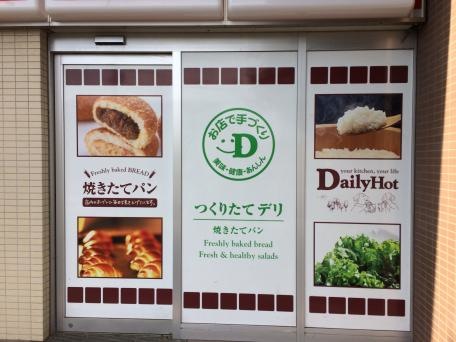 Freshly baked BREAD
焼きたてパン
お店で手づくり
D
美味・健康・あんしん
つくりたてデリ
焼きたてパン
Freshly baked bread
Fresh & healthy salads
your kitchen, your life
DailyHot